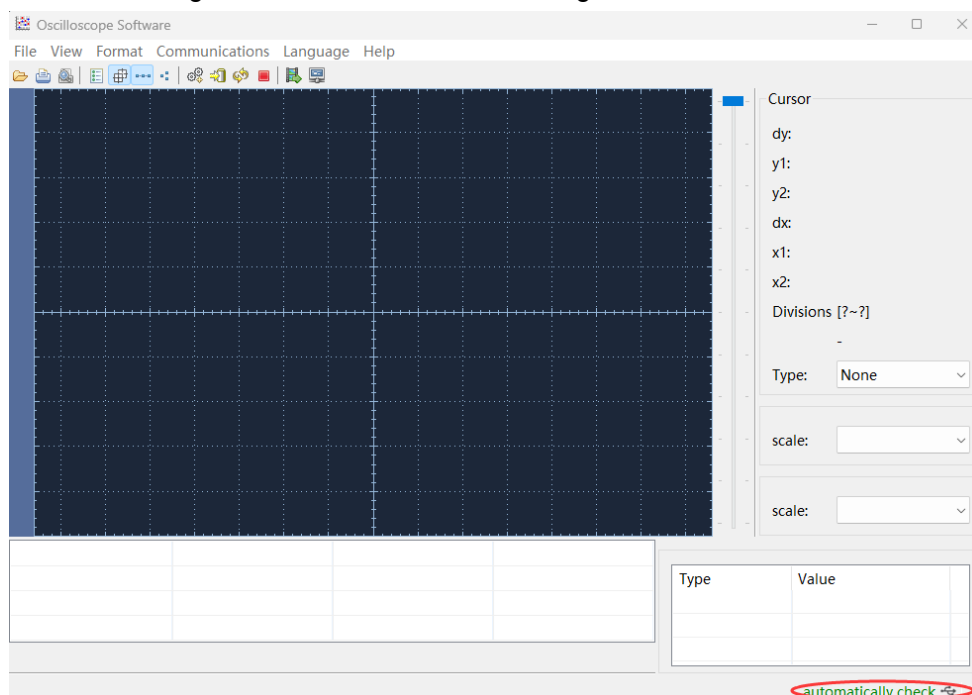 Oscilloscope Software
File View Format Communications Language Help
Cursor
dy:
y1:
y2:
dx:
x1:
x2:
Divisions [?~?]
-
Type: None
scale:
scale:
Type Value
automatically check